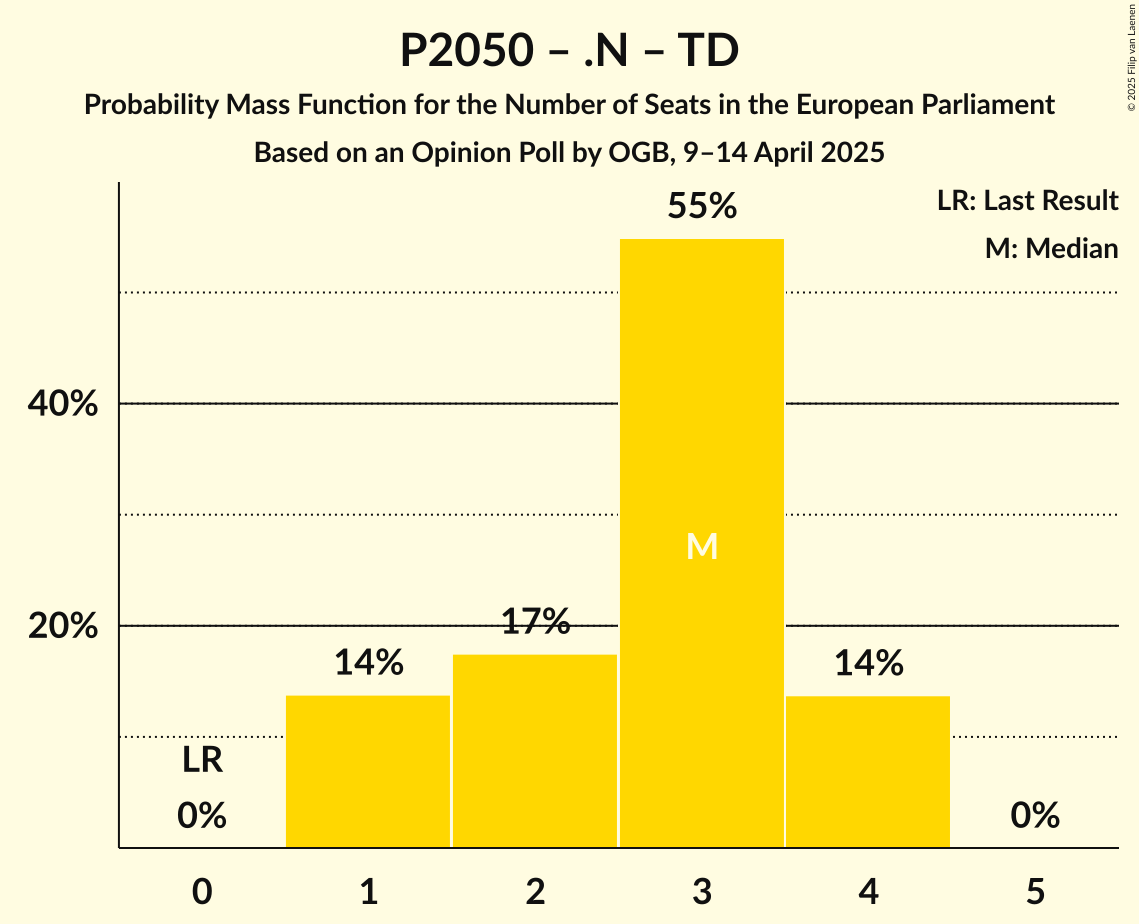 P2050 – .N – TD
Probability Mass Function for the Number of Seats in the European Parliament
Based on an Opinion Poll by OGB, 9–14 April 2025
© 2025 Filip van Laenen
LR: Last Result
M: Median
55%
40%
M
20%
17%
14%
14%
LR
0%
0%
0 1 2 3 4 5